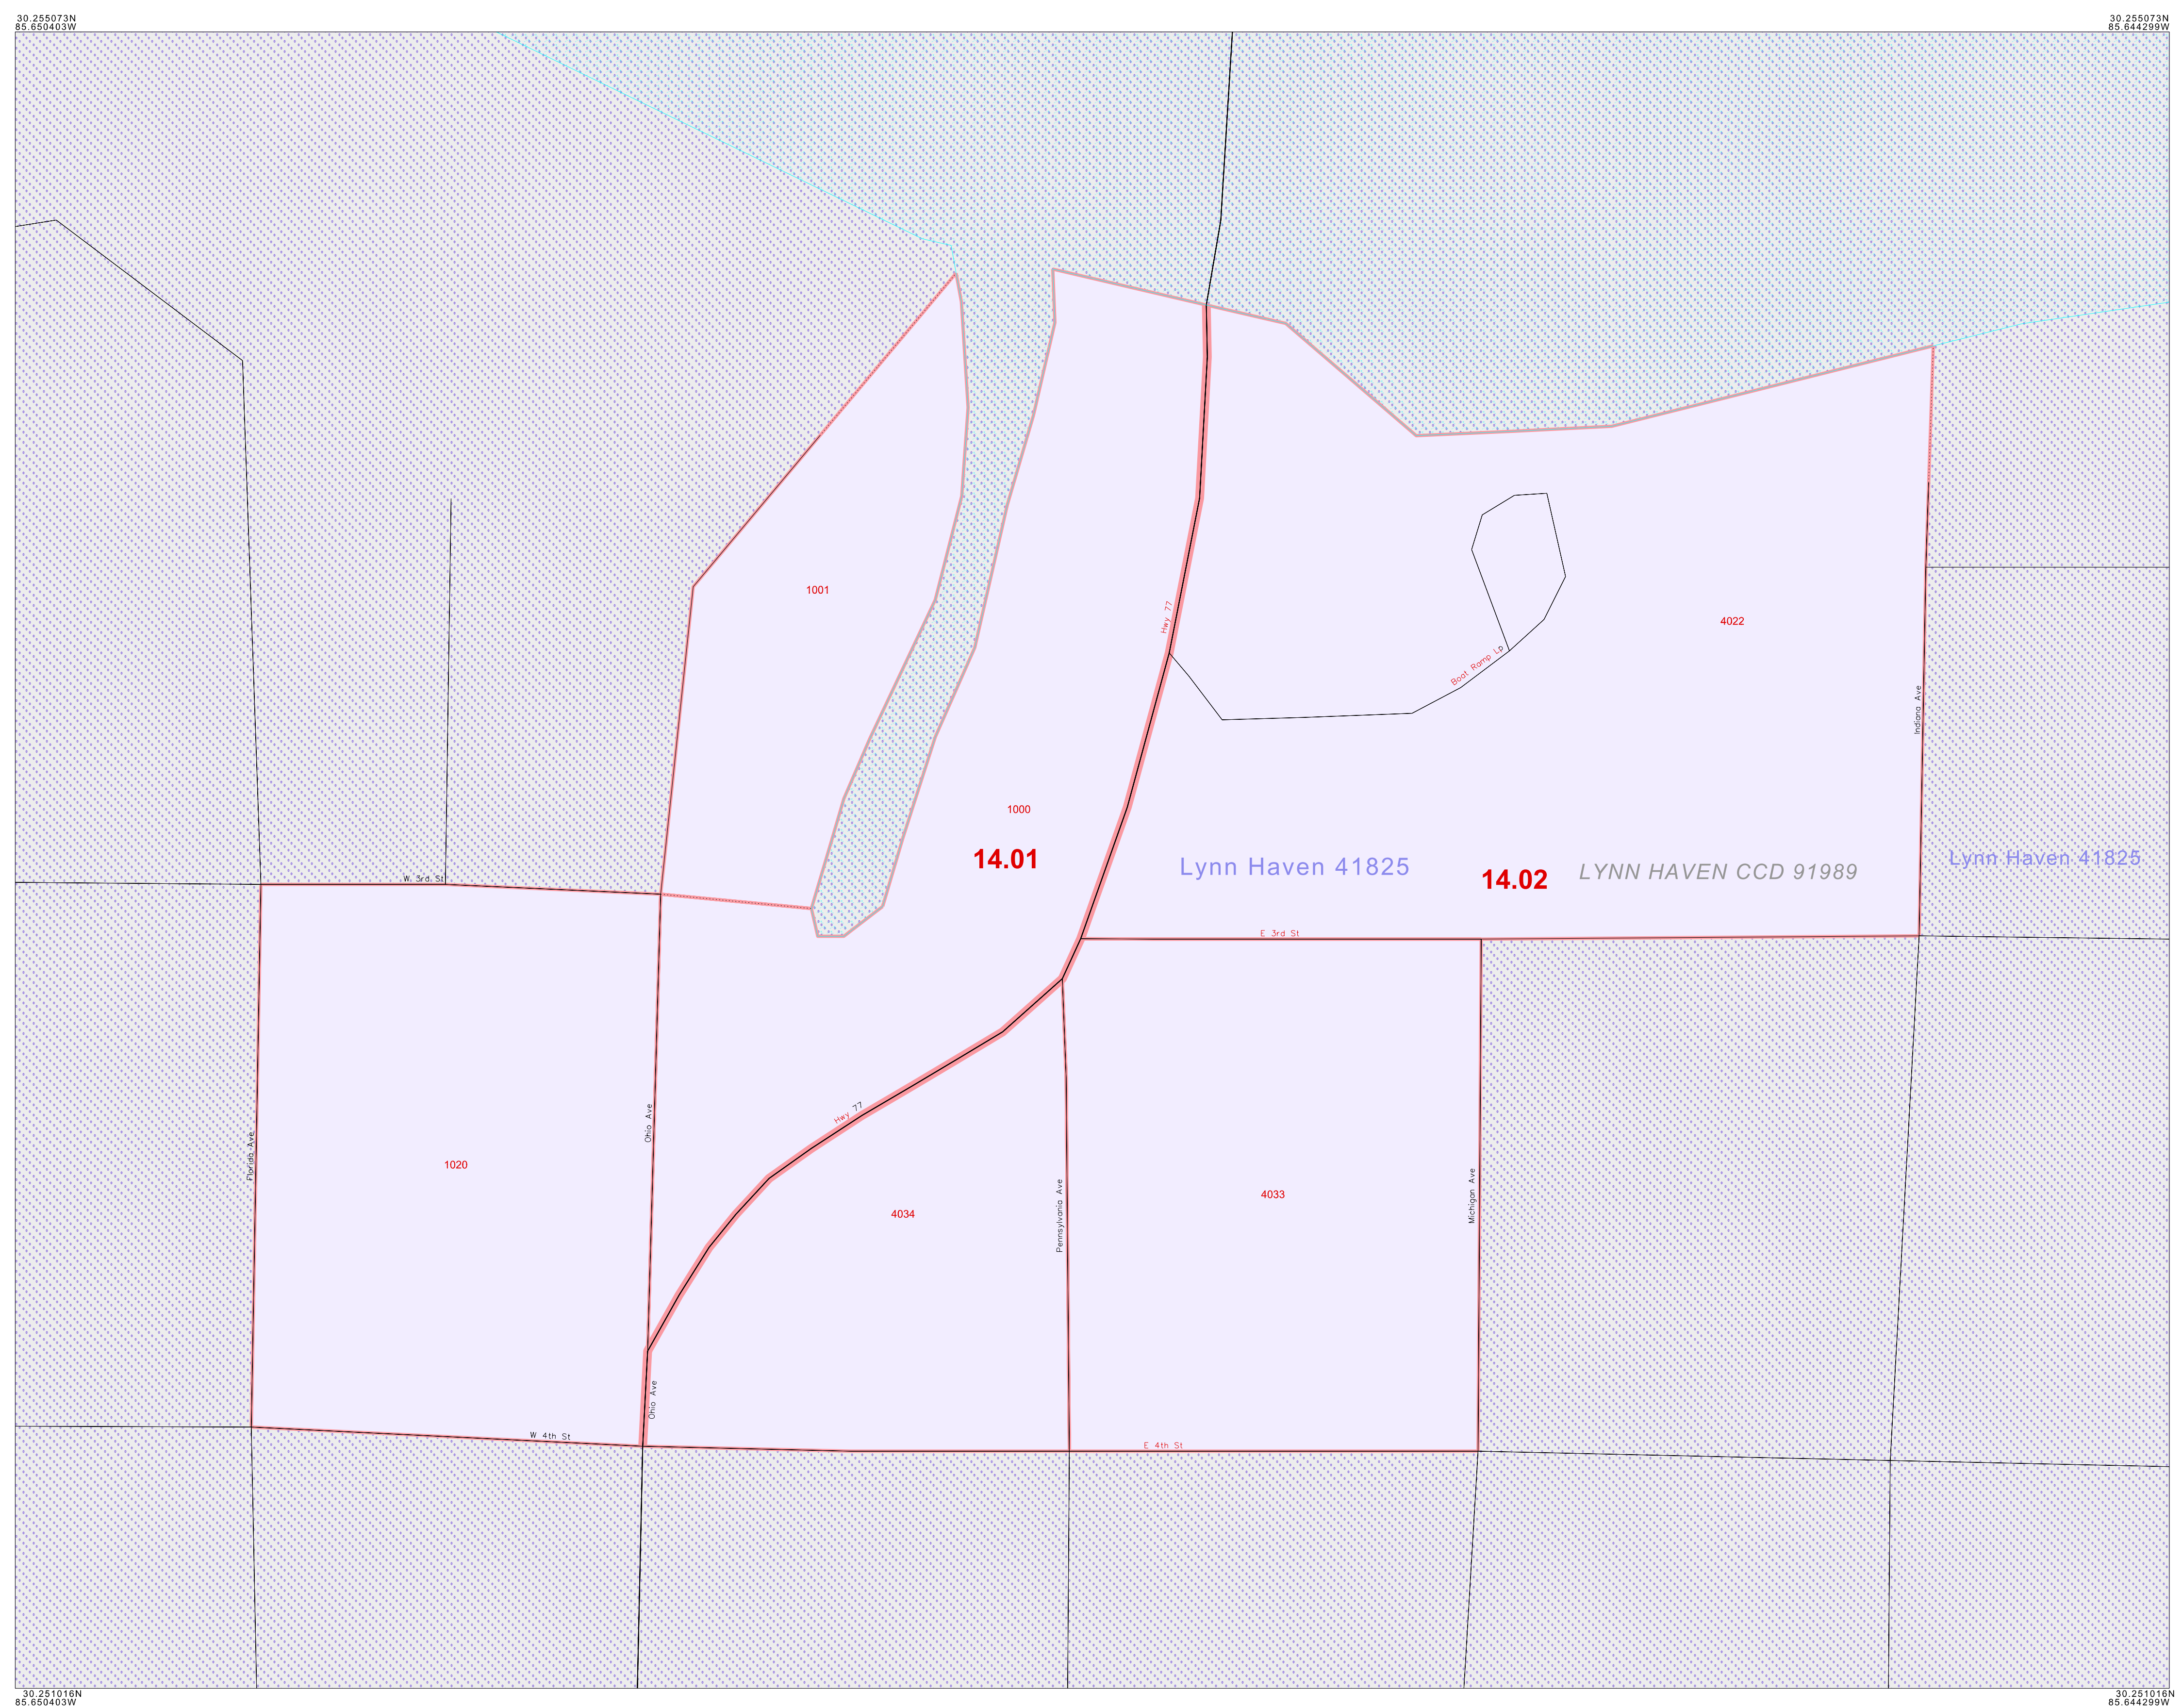 30.255073N
85.650403W
30.255073N
85.644299W
1001
Hwy 77
4022
Boat Ramp Lp
Indiana Ave
1000
14.01
Lynn Haven 41825
14.02
LYNN HAVEN CCD 91989
Lynn Haven 41825
W 3rd St
E 3rd St
Hwy 77
Ohio Ave
Florida Ave
1020
4034
Pennsylvania Ave
4033
Michigan Ave
Ohio Ave
W 4th St
E 4th St
30.251016N
85.650403W
30.251016N
85.644299W